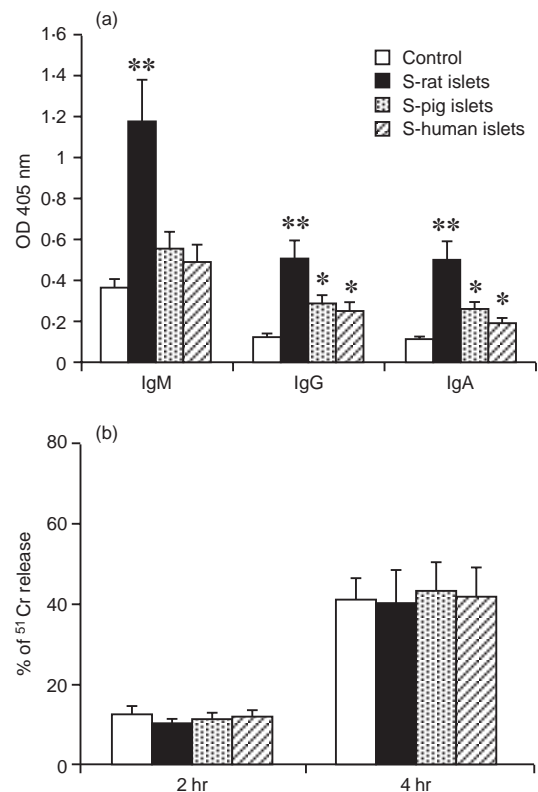 (a)
1·6
1·4
1·2
1
0·8
0·6
0·4
0·2
0
OD 405 nm
** ** * * ** * *
Control
S-rat islets
S-pig islets
S-human islets
IgM IgG IgA
(b)
80
60
40
20
0
% of ⁵¹Cr release
2 hr 4 hr